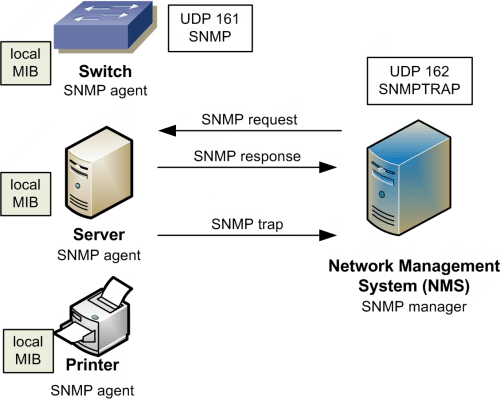 UDP 161
SNMP
local
MIB
Switch
SNMP agent
UDP 162
SNMPTRAP
SNMP request
SNMP response
local
MIB
SNMP trap
Server
SNMP agent
Network Management
System (NMS)
SNMP manager
local
MIB
Printer
SNMP agent